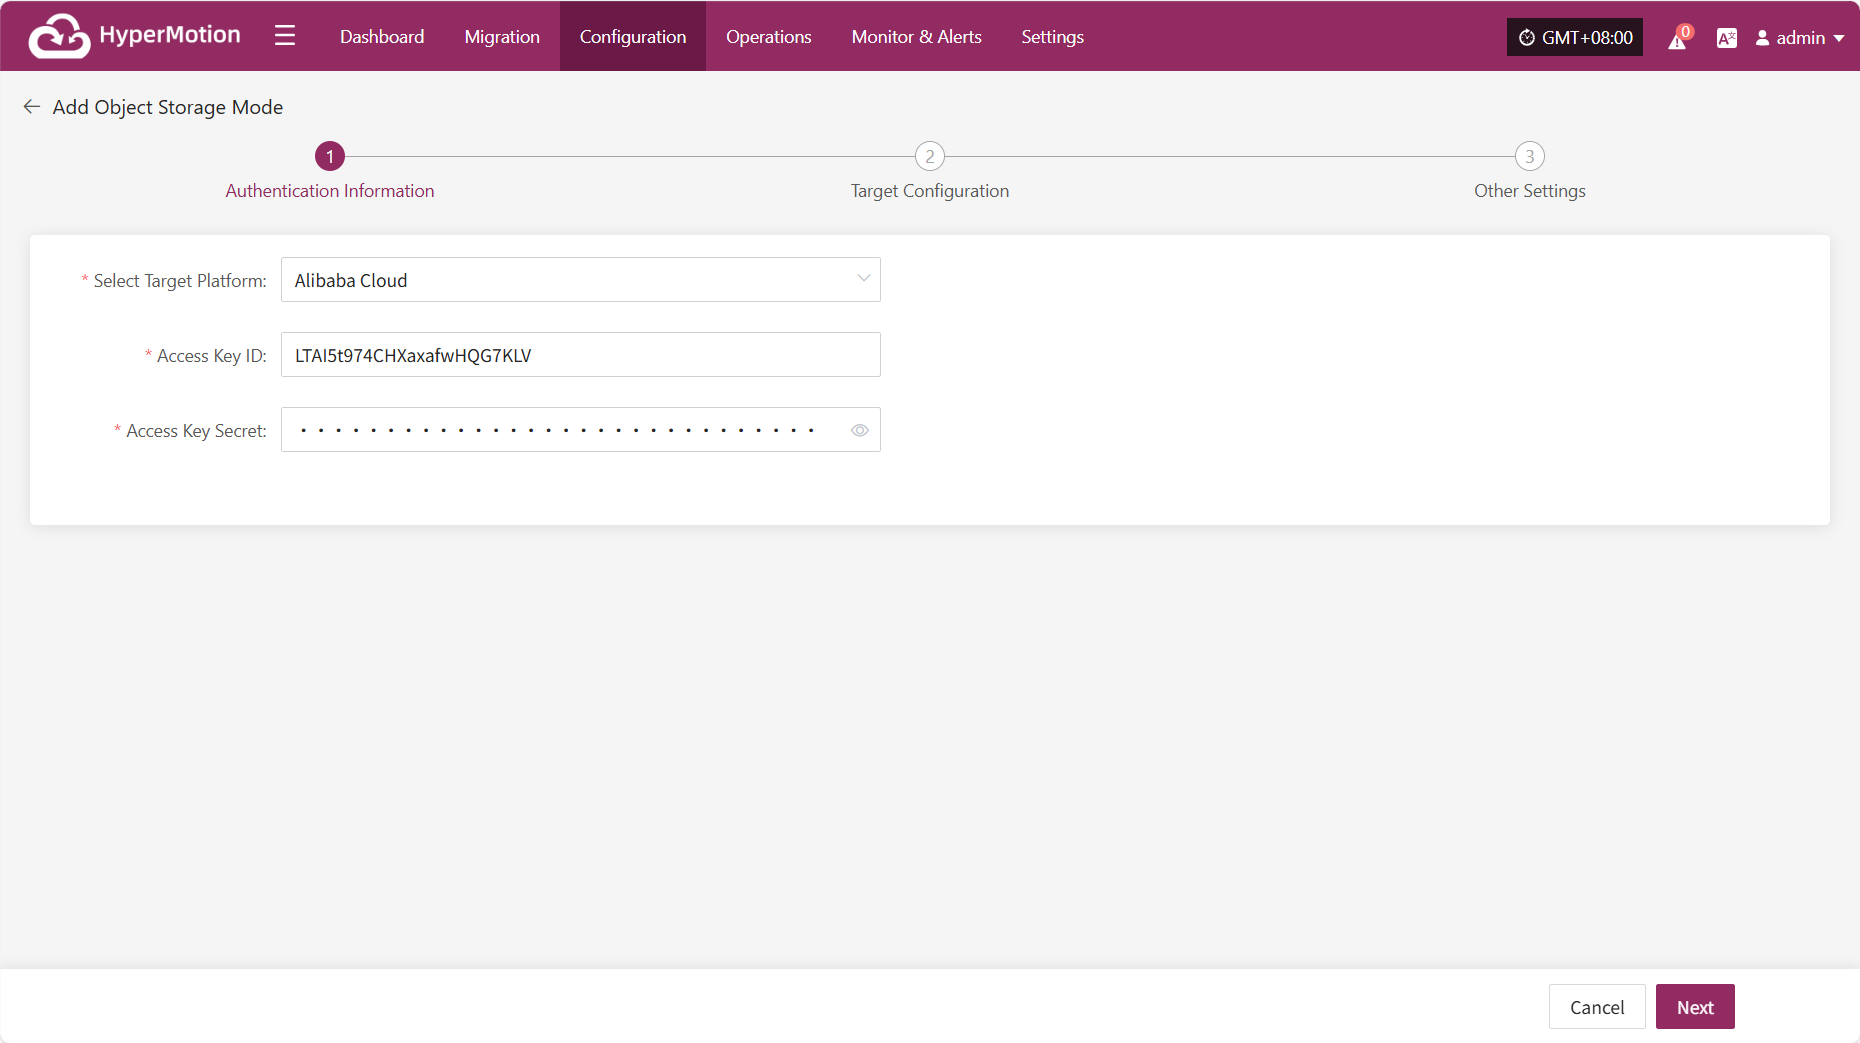 HyperMotion
Dashboard
Migration
Configuration
Operations
Monitor & Alerts
Settings
GMT+08:00
0
admin
Add Object Storage Mode
1
2
3
Authentication Information
Target Configuration
Other Settings
* Select Target Platform:
Alibaba Cloud
* Access Key ID:
LTAI5t974CHXaxafwHQG7KLV
* Access Key Secret:
Cancel
Next